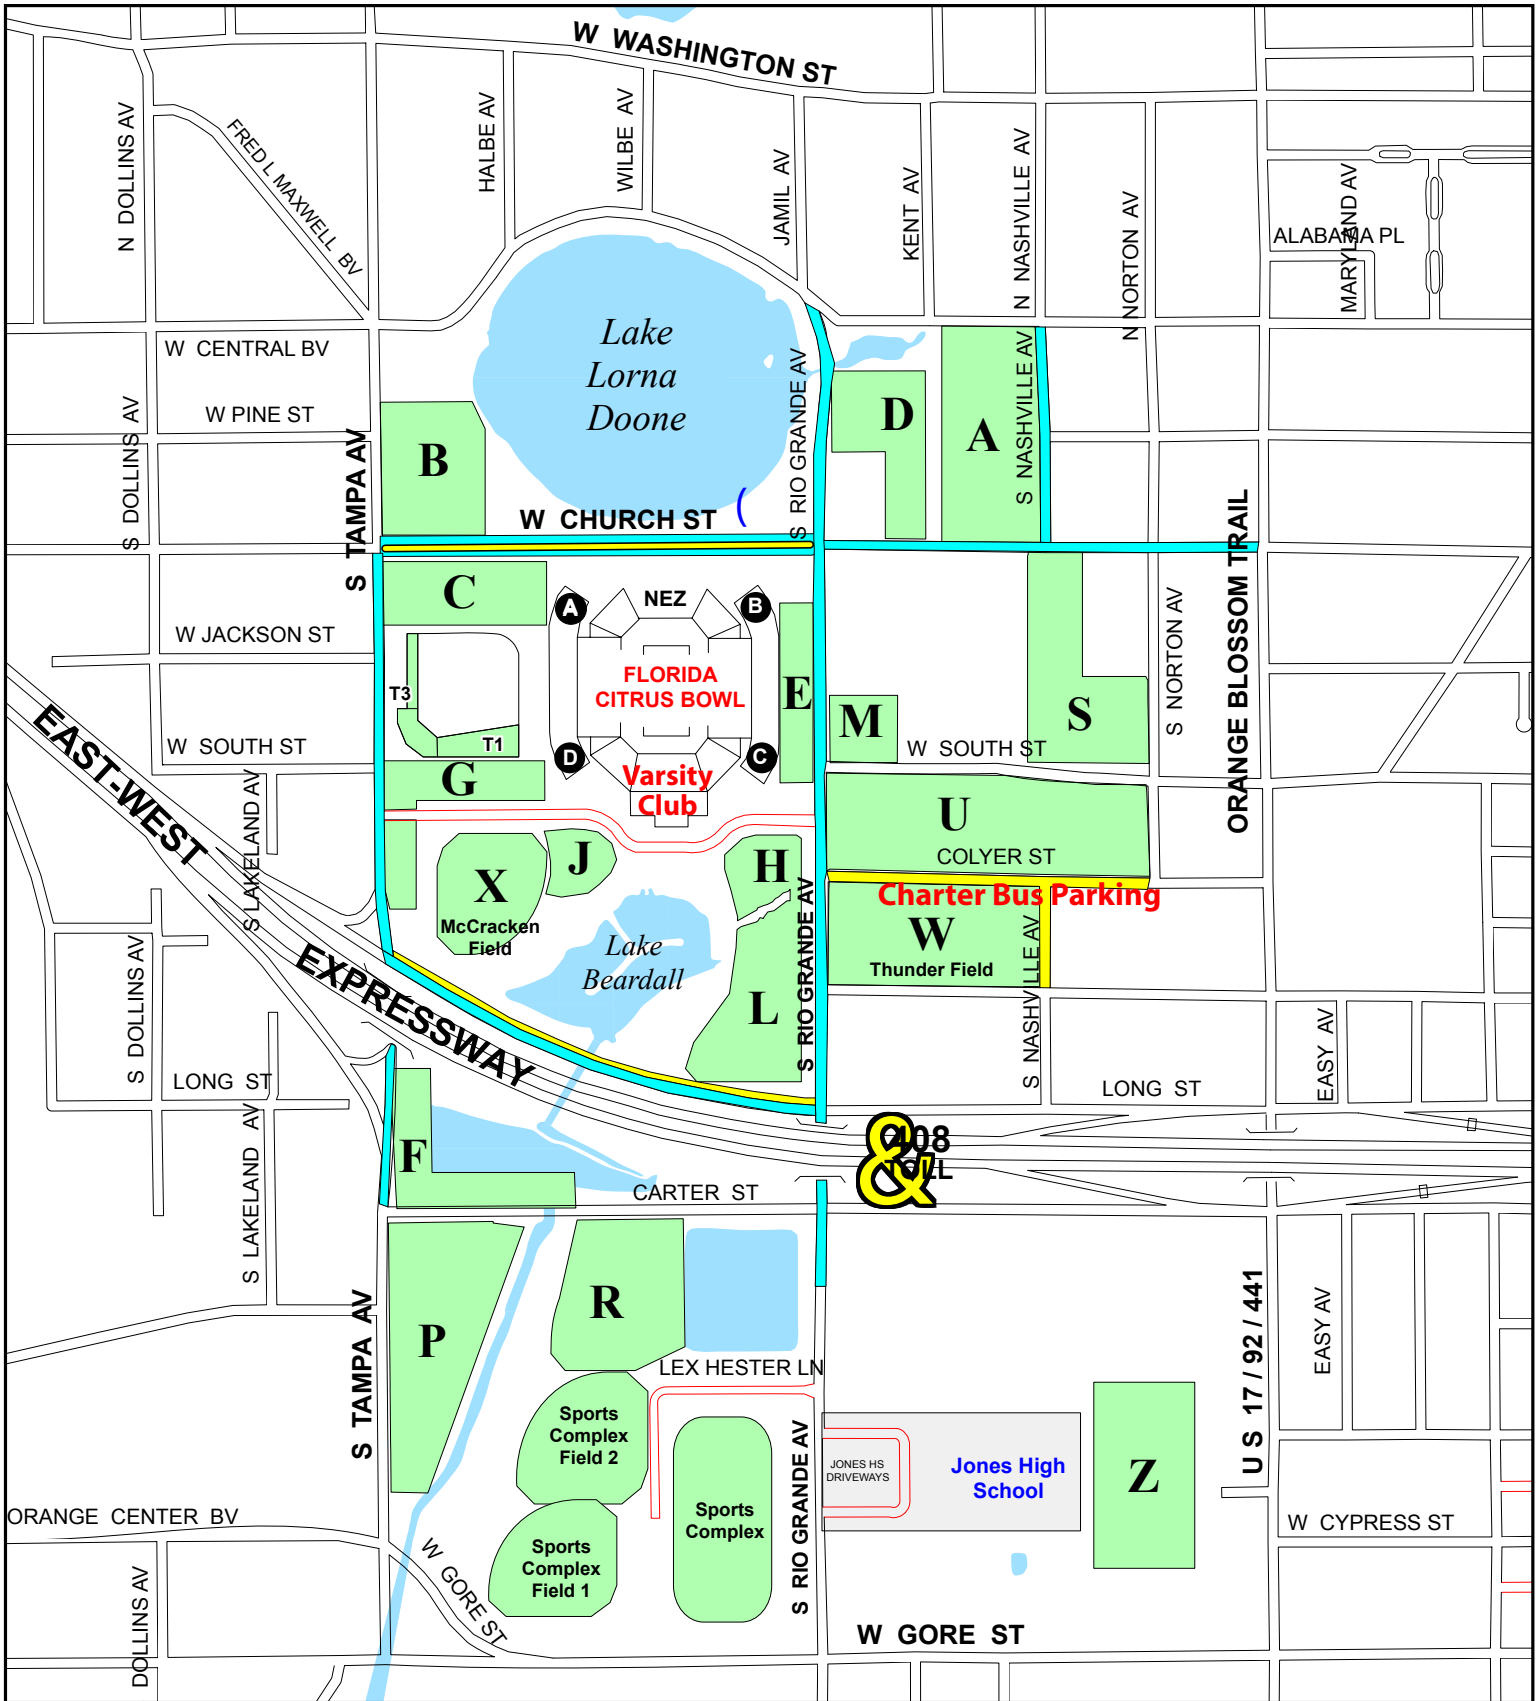 W WASHINGTON ST
N DOLLINS AV
FRED L MAXWELL BV
HALBE AV
WILBE AV
JAMIL AV
KENT AV
N NASHVILLE AV
N NORTON AV
MARYLAND AV
ALABAMA PL
W CENTRAL BV
Lake
Lorna
Doone
S RIO GRANDE AV
S NASHVILLE AV
W PINE ST
S DOLLINS AV
S TAMPA AV
B
D
A
W CHURCH ST (
ORANGE BLOSSOM TRAIL
C
A
NEZ
B
W JACKSON ST
T3
FLORIDA
CITRUS BOWL
E
M
S
S NORTON AV
W SOUTH ST
T1
D
C
W SOUTH ST
G
Varsity
Club
EAST-WEST
S LAKELAND AV
U
COLYER ST
X
J
H
Charter Bus Parking
McCracken
Field
W
Thunder Field
Lake
Beardall
S RIO GRANDE AV
S NASHVILLE AV
S DOLLINS AV
EXPRESSWAY
L
LONG ST
LONG ST
EASY AV
S LAKELAND AV
F
&
408
TOLL
CARTER ST
P
R
S TAMPA AV
LEX HESTER LN
U S 17 / 92 / 441
EASY AV
Sports
Complex
Field 2
S RIO GRANDE AV
JONES HS
DRIVEWAYS
Jones High
School
Z
ORANGE CENTER BV
Sports
Complex
W CYPRESS ST
W GORE ST
Sports
Complex
Field 1
DOLLINS AV
W GORE ST